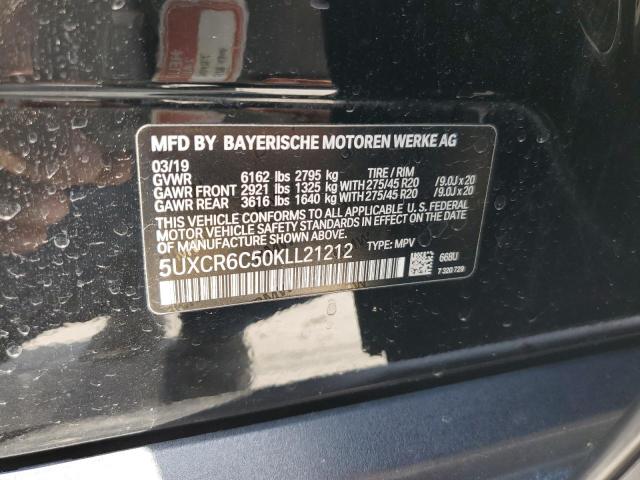 MFD BY BAYERISCHE MOTOREN WERKE AG
03/19
GVWR 6162 lbs 2795 kg TIRE / RIM
GAWR FRONT 2921 lbs 1325 kg WITH 275/45 R20 /9.0J x 20
GAWR REAR 3616 lbs 1640 kg WITH 275/45 R20 /9.0J x 20
THIS VEHICLE CONFORMS TO ALL APPLICABLE U. S. FEDERAL
MOTOR VEHICLE SAFETY STANDARDS IN EFFECT ON THE
DATE OF MANUFACTURE SHOWN ABOVE.
5UXCR6C50KLL21212 TYPE: MPV
668U
7 320 729